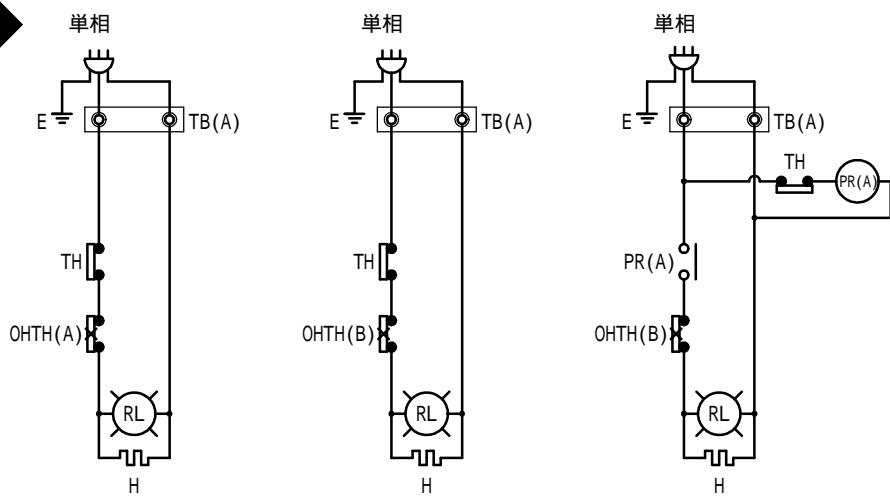 単相
E
TB(A)
TH
OHTH(A)
RL
H
単相
E
TB(A)
TH
OHTH(B)
RL
H
単相
E
TB(A)
TH
PR(A)
PR(A)
OHTH(B)
RL
H